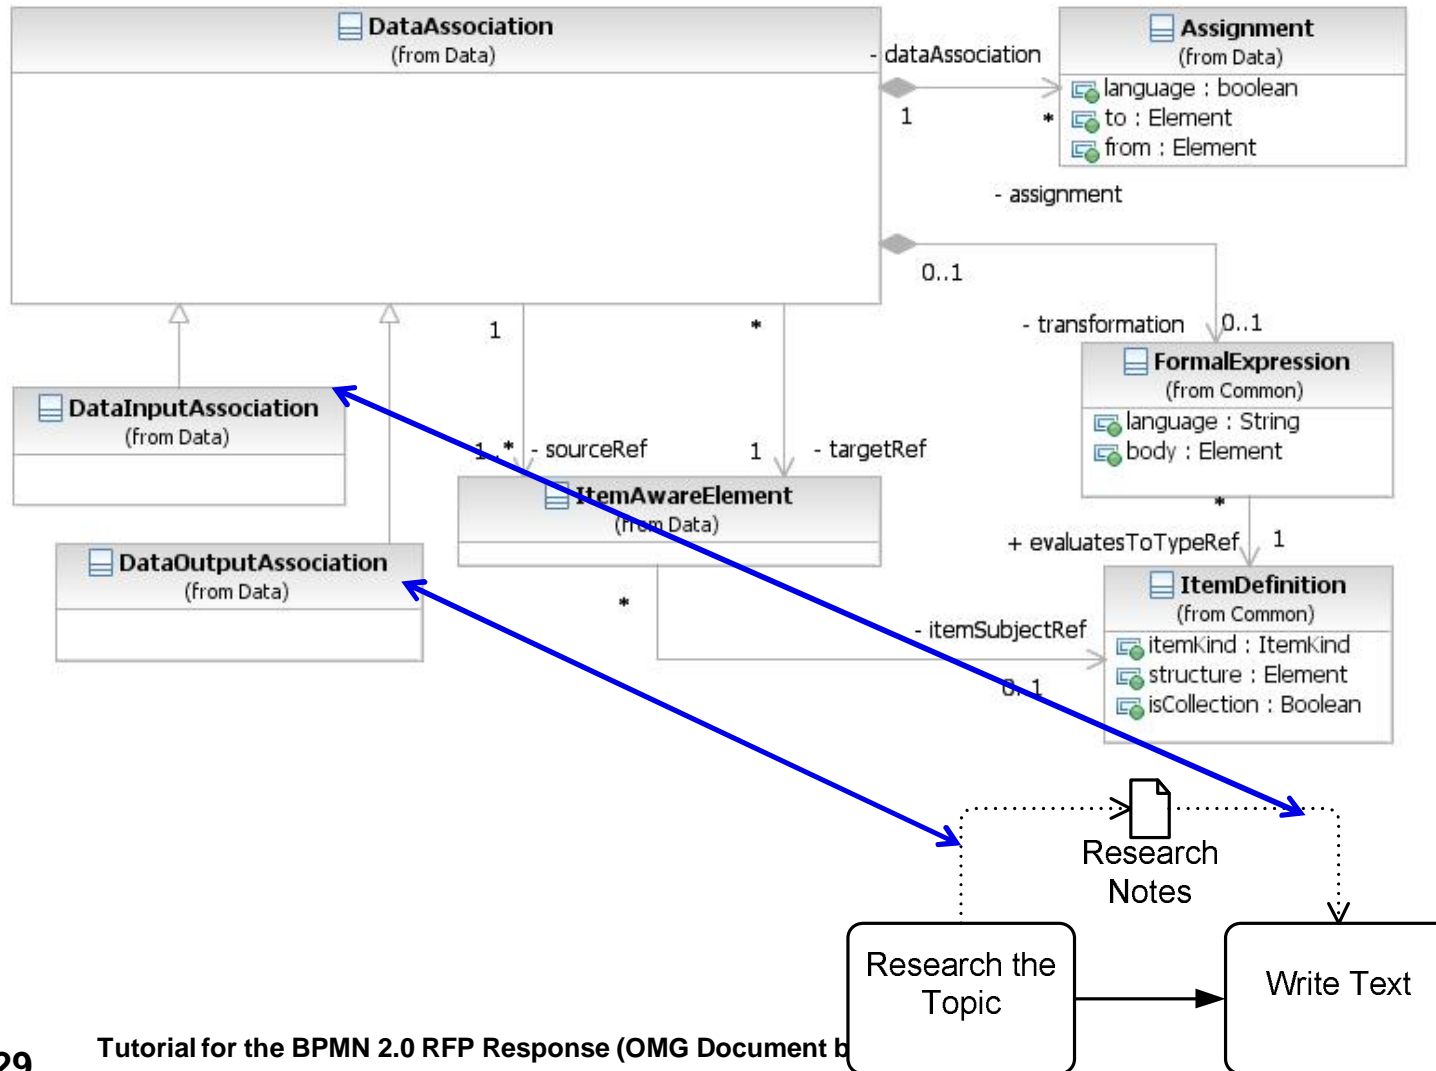 DataAssociation
(from Data)
- dataAssociation
1
*
Assignment
(from Data)
language : boolean
to : Element
from : Element
- assignment
0..1
- transformation
0..1
1
*
FormalExpression
(from Common)
language : String
body : Element
DataInputAssociation
(from Data)
1..*
- sourceRef
1
- targetRef
ItemAwareElement
(from Data)
*
+ evaluatesToTypeRef
1
DataOutputAssociation
(from Data)
*
- itemSubjectRef
0..1
ItemDefinition
(from Common)
itemKind : ItemKind
structure : Element
isCollection : Boolean
Research
Notes
Research the
Topic
Write Text
29
Tutorial for the BPMN 2.0 RFP Response (OMG Document b